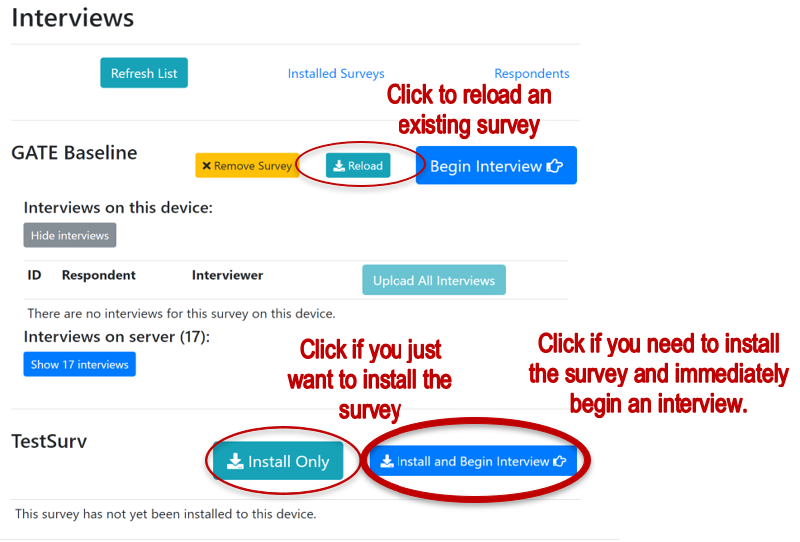 Interviews
Refresh List
Installed Surveys
Respondents
Click to reload an
existing survey
GATE Baseline
Remove Survey
Reload
Begin Interview
Interviews on this device:
Hide interviews
ID Respondent Interviewer
Upload All Interviews
There are no interviews for this survey on this device.
Interviews on server (17):
Show 17 interviews
Click if you just
want to install the
survey
Click if you need to install
the survey and immediately
begin an interview.
TestSurv
Install Only
Install and Begin Interview
This survey has not yet been installed to this device.